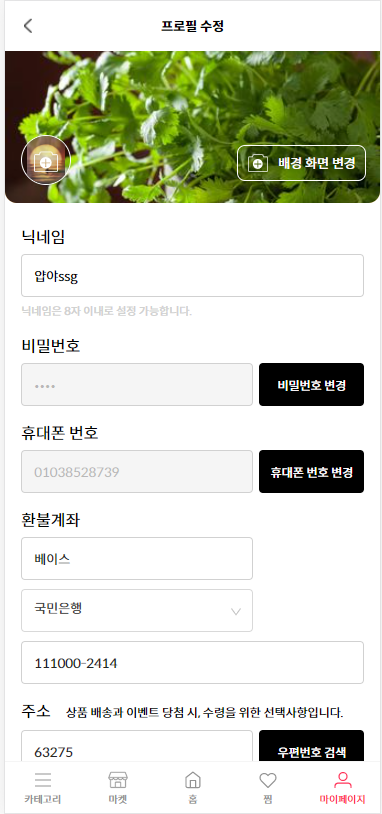 프로필 수정
배경 화면 변경
닉네임
얍야ssg
닉네임은 8자 이내로 설정 가능합니다.
비밀번호
••••
비밀번호 변경
휴대폰 번호
01038528739
휴대폰 번호 변경
환불계좌
베이스
국민은행
111000-2414
주소 상품 배송과 이벤트 당첨 시, 수령을 위한 선택사항입니다.
63275
우편번호 검색
카테고리
마켓
홈
찜
마이페이지